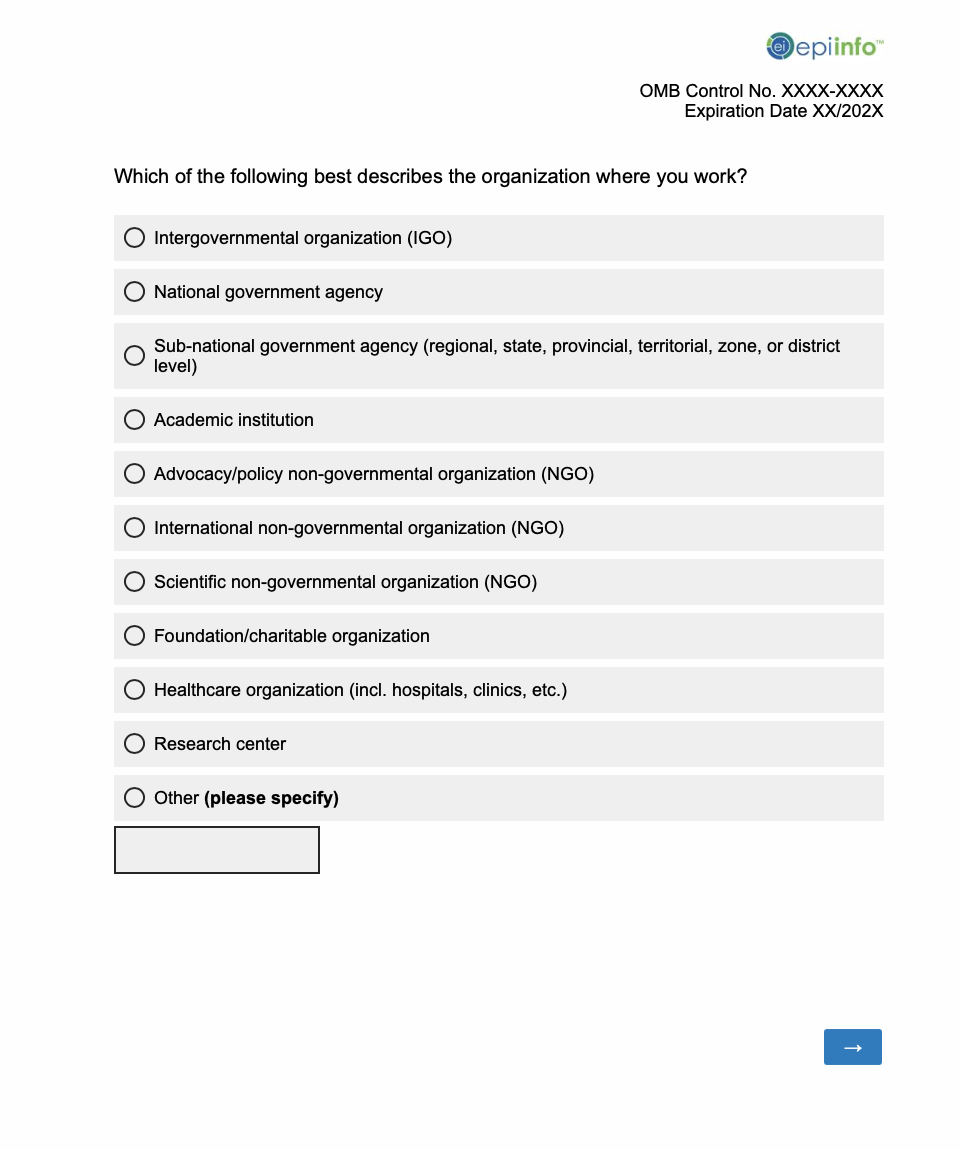 ei epiinfo™
OMB Control No. XXXX-XXXX
Expiration Date XX/202X
Which of the following best describes the organization where you work?
Intergovernmental organization (IGO)
National government agency
Sub-national government agency (regional, state, provincial, territorial, zone, or district
level)
Academic institution
Advocacy/policy non-governmental organization (NGO)
International non-governmental organization (NGO)
Scientific non-governmental organization (NGO)
Foundation/charitable organization
Healthcare organization (incl. hospitals, clinics, etc.)
Research center
Other (please specify)
→